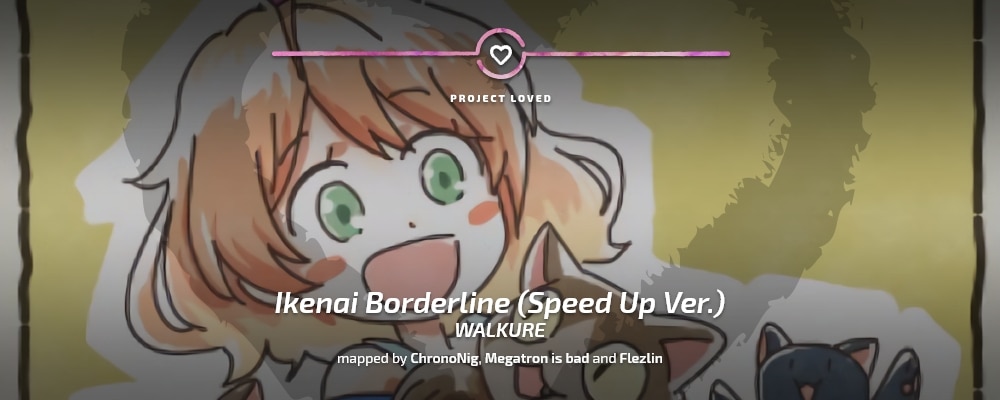 PROJECT LOVED
Ikenai Borderline (Speed Up Ver.)
WALKURE
mapped by ChronoNig, Megatron is bad and Flezlin